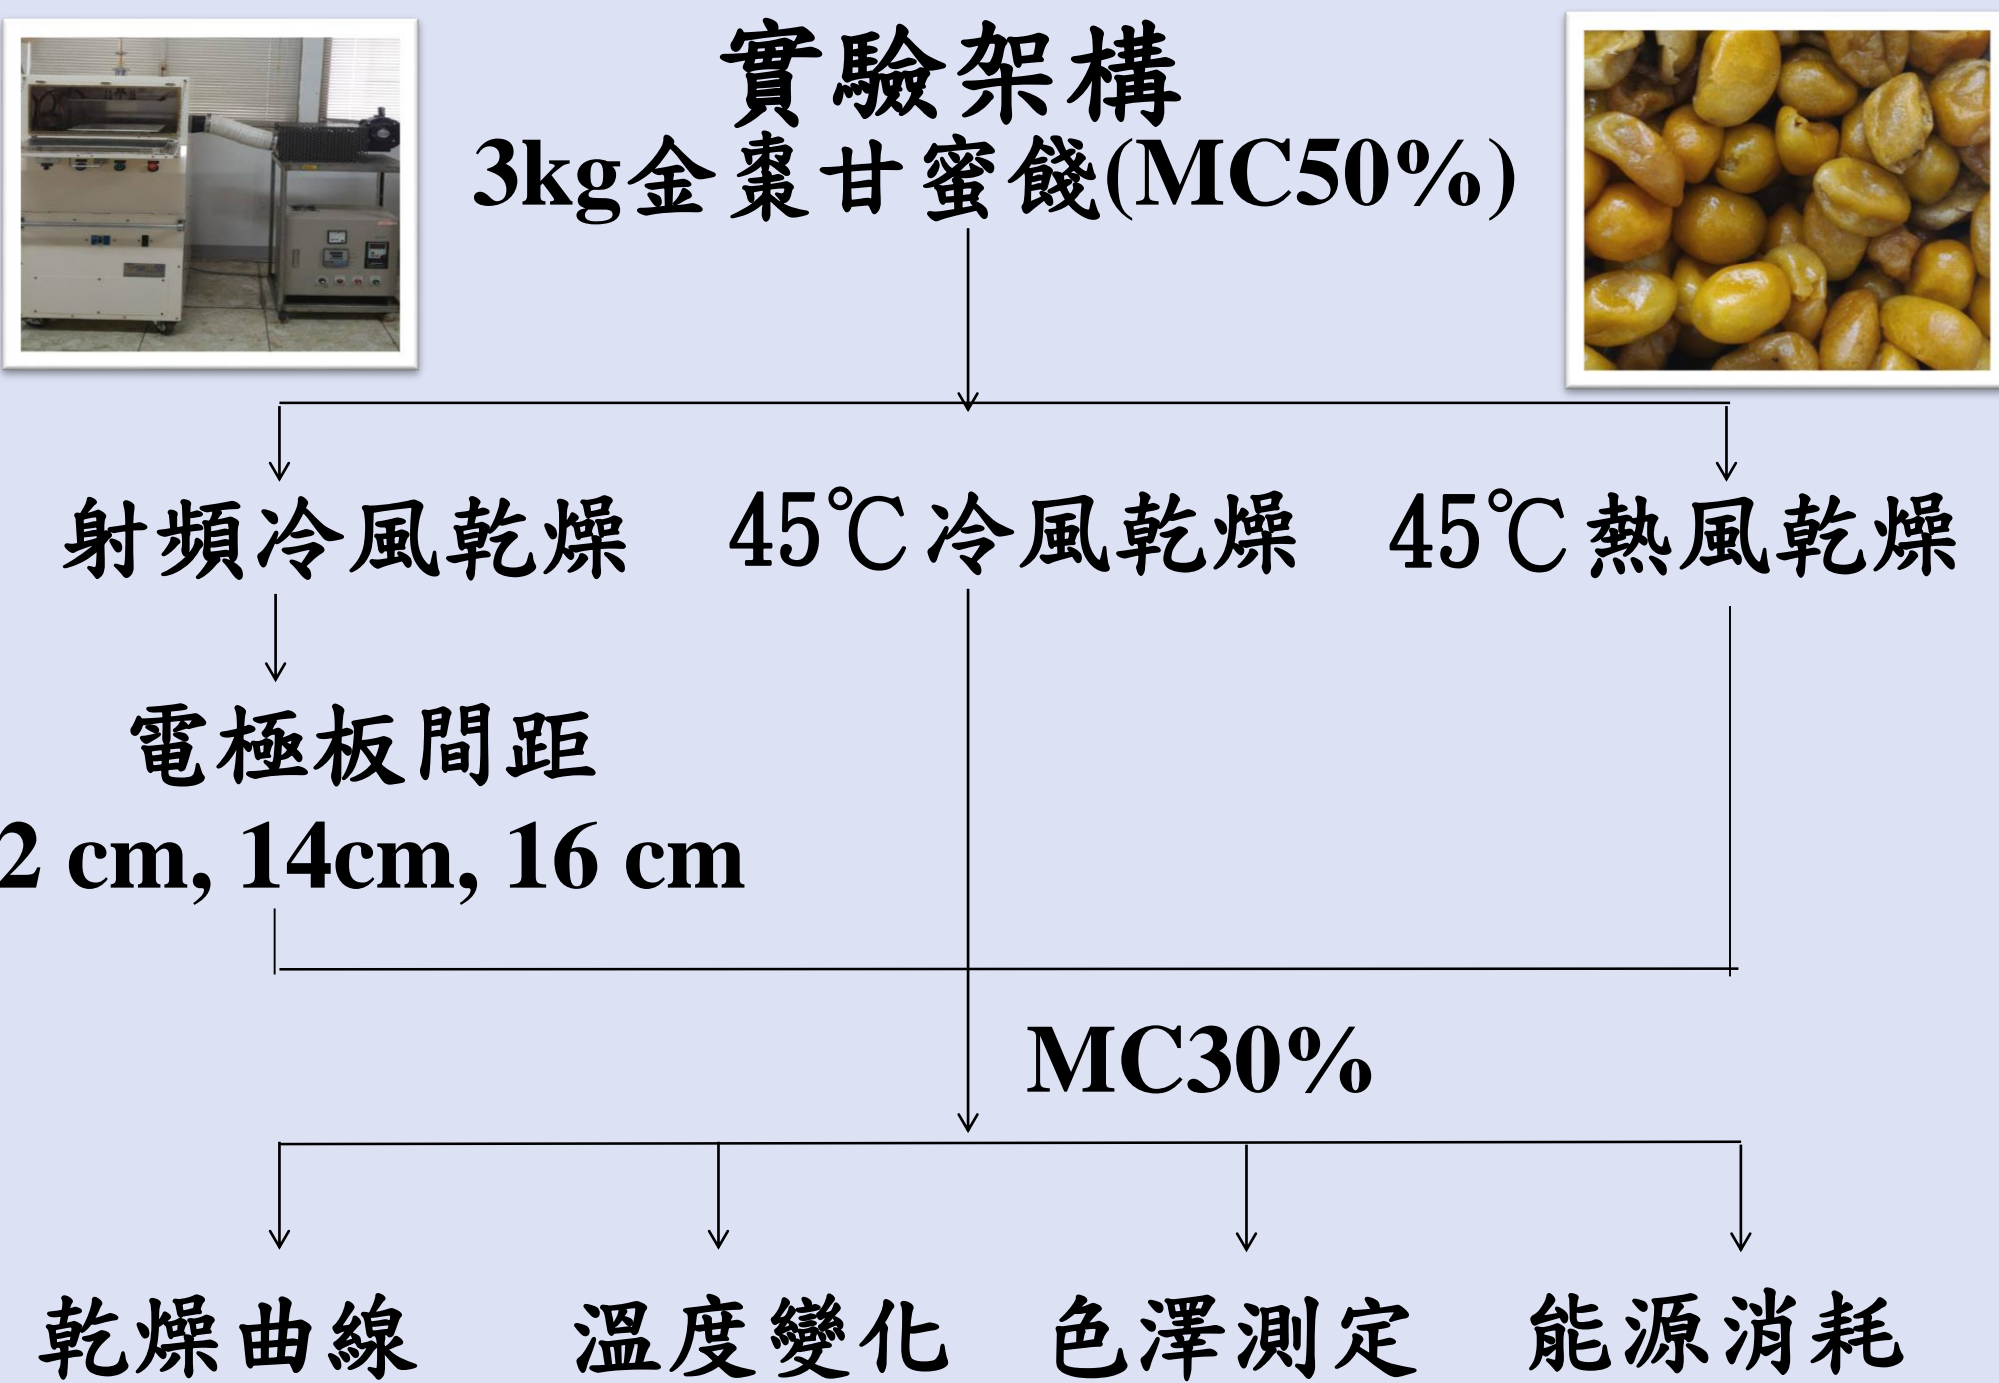 實驗架構
3kg金棗甘蜜餞(MC50%)
射頻冷風乾燥 45℃冷風乾燥 45℃熱風乾燥
電極板間距
2 cm, 14cm, 16 cm
MC30%
乾燥曲線 溫度變化 色澤測定 能源消耗